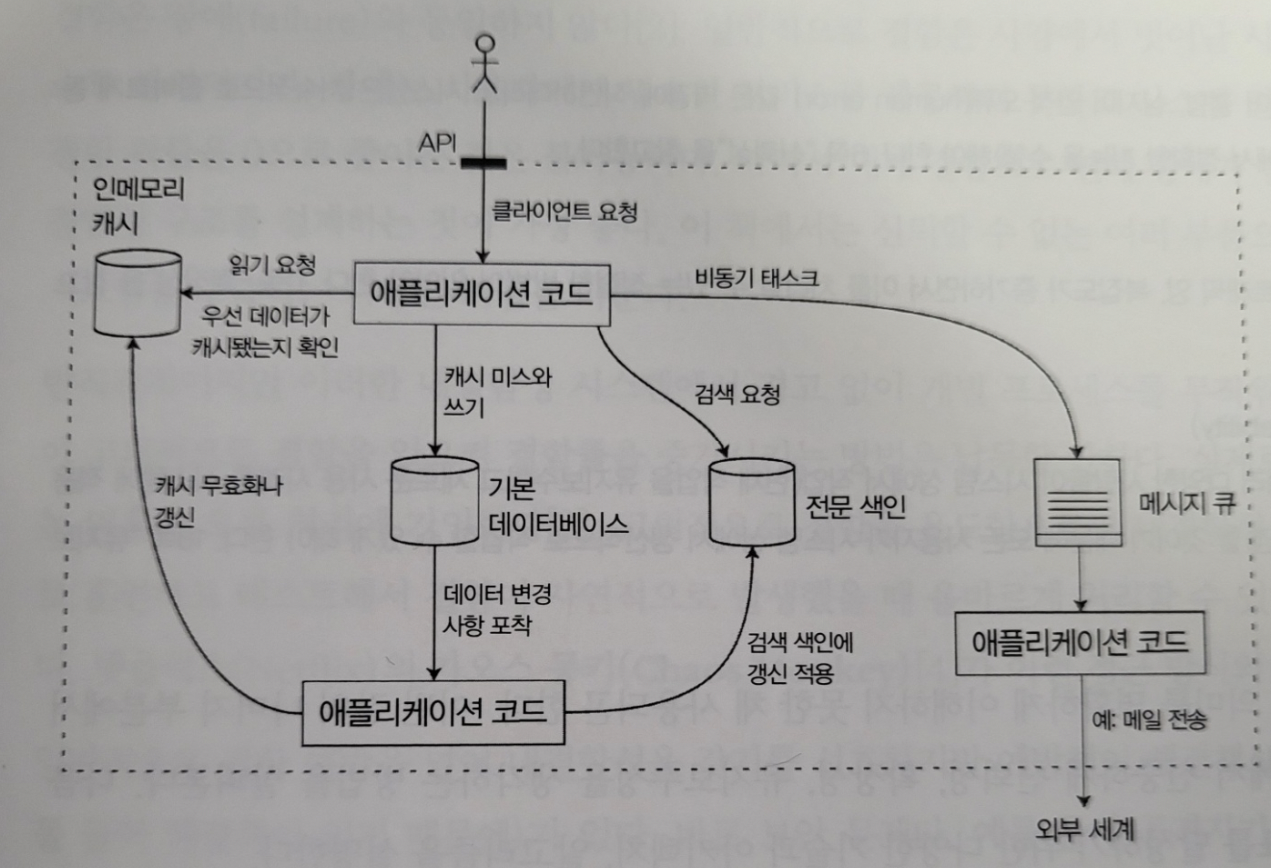 API
인메모리
캐시
클라이언트 요청
읽기 요청
비동기 태스크
애플리케이션 코드
우선 데이터가
캐시됐는지 확인
캐시 미스와
쓰기
검색 요청
캐시 무효화나
갱신
기본
데이터베이스
전문 색인
메시지 큐
데이터 변경
사항 포착
검색 색인에
갱신 적용
애플리케이션 코드
애플리케이션 코드
예: 메일 전송
외부 세계